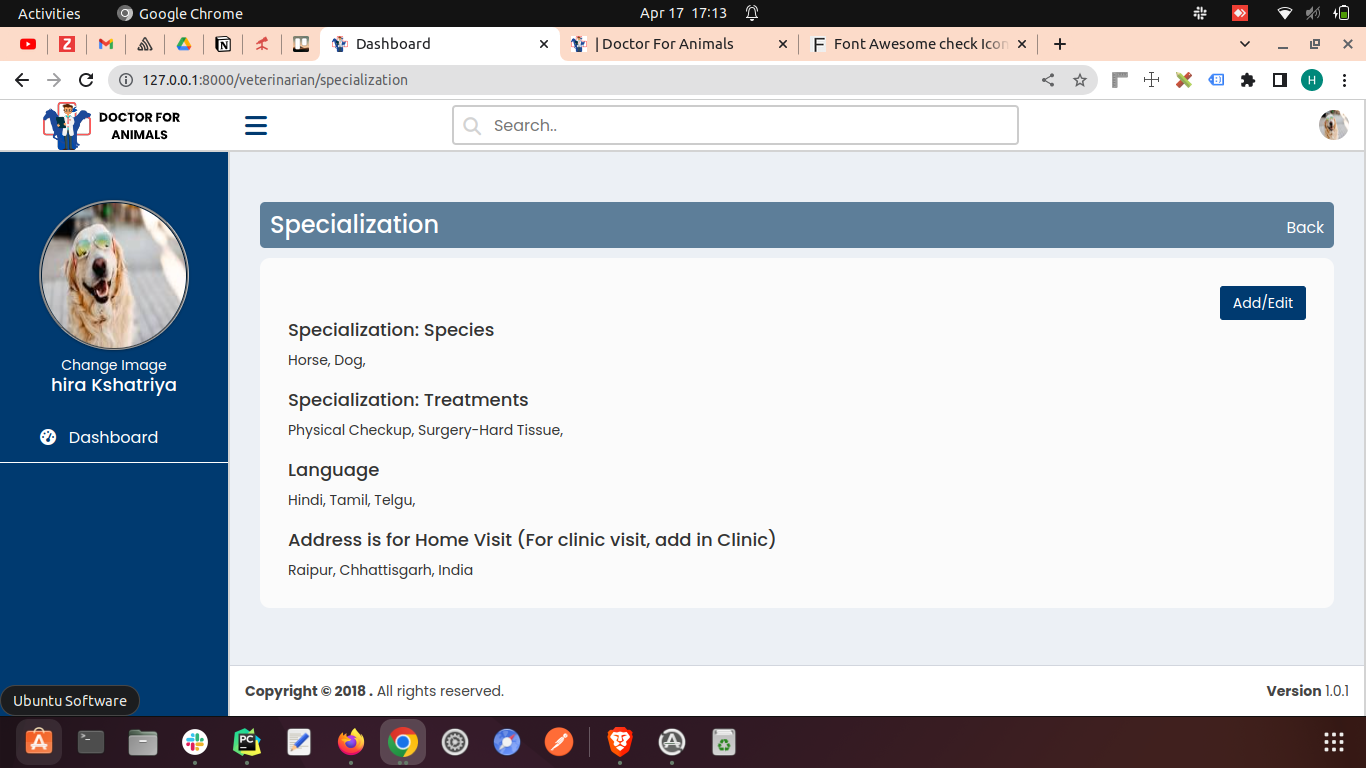 Activities
Google Chrome
Apr 17 17:13
Dashboard
| Doctor For Animals
Font Awesome check Icon
127.0.0.1:8000/veterinarian/specialization
H
DOCTOR FOR
ANIMALS
Search..
Specialization
Back
Add/Edit
Change Image
hira Kshatriya
Dashboard
Specialization: Species
Horse, Dog,
Specialization: Treatments
Physical Checkup, Surgery-Hard Tissue,
Language
Hindi, Tamil, Telgu,
Address is for Home Visit (For clinic visit, add in Clinic)
Raipur, Chhattisgarh, India
Copyright © 2018 . All rights reserved.
Version 1.0.1
Ubuntu Software